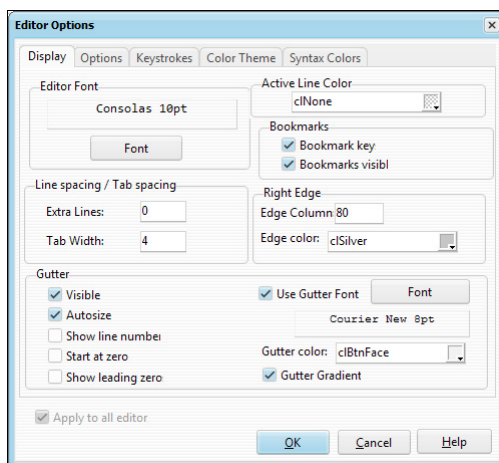 Editor Options
Display Options Keystrokes Color Theme Syntax Colors
Editor Font
Consolas 10pt
Font
Active Line Color
clNone
Bookmarks
Bookmark key
Bookmarks visibl
Line spacing / Tab spacing
Extra Lines: 0
Tab Width: 4
Right Edge
Edge Column 80
Edge color: clSilver
Gutter
Visible
Autosize
Show line number
Start at zero
Show leading zero
Use Gutter Font Font
Courier New 8pt
Gutter color: clBtnFace
Gutter Gradient
Apply to all editor
OK Cancel Help